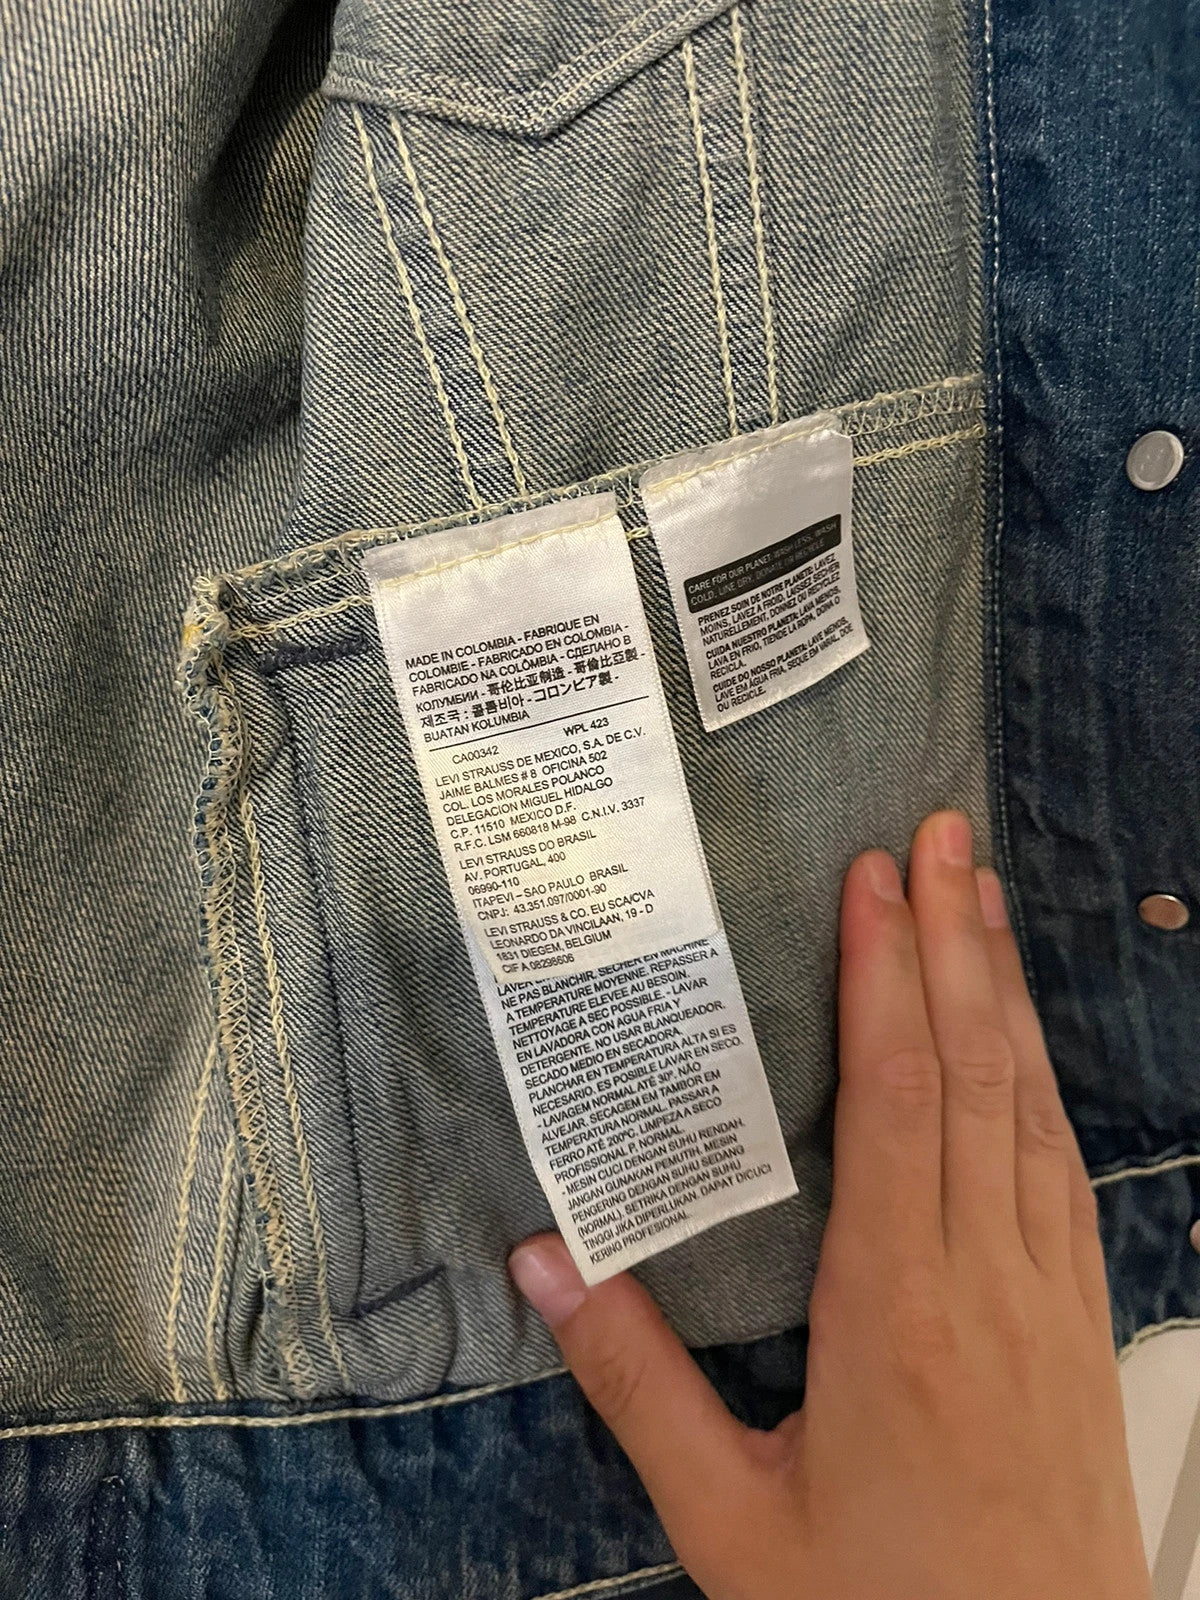 MADE IN COLOMBIA - FABRIQUE EN
COLOMBIE - FABRICADO EN COLOMBIA -
FABRICADO NA COLÔMBIA - СДЕЛАНО В
КОЛУМБИИ - 哥伦比亚制造 - 哥倫比亞製 -
제조국 : 콜롬비아 - コロンビア製 -
BUATAN KOLUMBIA
CA00342 WPL 423
LEVI STRAUSS DE MEXICO, S.A. DE C.V.
JAIME BALMES # 8 OFICINA 502
COL. LOS MORALES POLANCO
DELEGACION MIGUEL HIDALGO
C.P. 11510 MEXICO D.F.
R.F.C. LSM 660818 M-98 C.N.I.V. 3337
LEVI STRAUSS DO BRASIL
AV. PORTUGAL, 400
06990-110
ITAPEVI – SAO PAULO BRASIL
CNPJ: 43.351.097/0001-90
LEVI STRAUSS & CO. EU SCA/CVA
LEONARDO DA VINCILAAN, 19 - D
1831 DIEGEM, BELGIUM
CIF A 08298606
SECHER EN MACHINE
NE PAS BLANCHIR. REPASSER A
A TEMPERATURE MOYENNE.
TEMPERATURE ELEVEE AU BESOIN.
NETTOYAGE A SEC POSSIBLE. - LAVAR
EN LAVADORA CON AGUA FRIA Y
DETERGENTE. NO USAR BLANQUEADOR.
SECADO MEDIO EN SECADORA.
PLANCHAR EN TEMPERATURA ALTA SI ES
NECESARIO. ES POSIBLE LAVAR EN SECO.
- LAVAGEM NORMAL ATÉ 30º. NÃO
ALVEJAR. SECAGEM EM TAMBOR EM
TEMPERATURA NORMAL. PASSAR A
FERRO ATÉ 200ºC. LIMPEZA A SECO
PROFISSIONAL P. NORMAL.
- MESIN CUCI DENGAN SUHU RENDAH.
JANGAN GUNAKAN PEMUTIH. MESIN
PENGERING DENGAN SUHU SEDANG
(NORMAL), SETRIKA DENGAN SUHU
TINGGI JIKA DIPERLUKAN. DAPAT DICUCI
KERING PROFESIONAL.
CARE FOR OUR PLANET: WASH LESS, WASH
COLD, LINE DRY, DONATE OR RECYCLE
PRENEZ SOIN DE NOTRE PLANETE: LAVEZ
MOINS, LAVEZ A FROID, LAISSEZ SECHER
NATURELLEMENT, DONNEZ OU RECYCLEZ
CUIDA NUESTRO PLANETA: LAVA MENOS,
LAVA EN FRIO, TIENDE LA ROPA, DONA O
RECICLA.
CUIDE DO NOSSO PLANETA: LAVE MENOS,
LAVE EM ÁGUA FRIA, SEQUE EM VARAL, DOE
OU RECICLE.